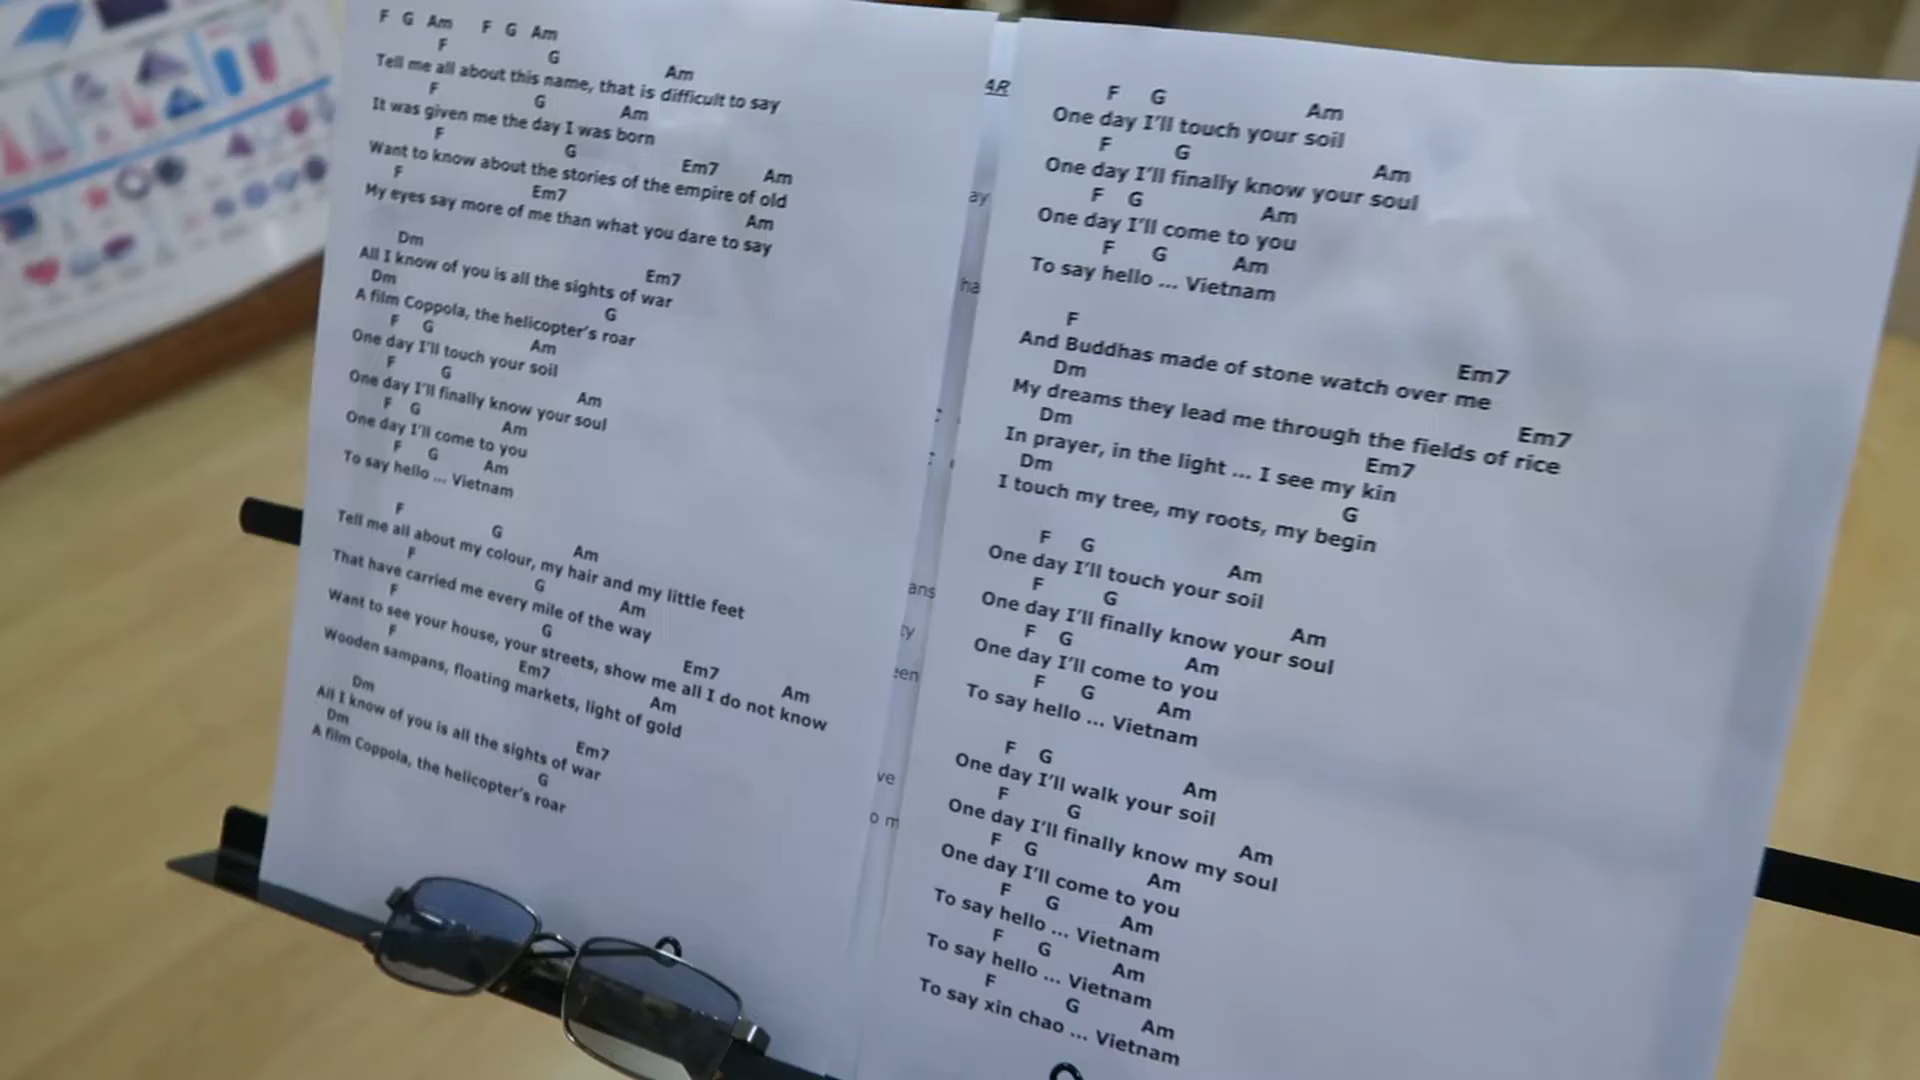 F G Am F G Am
F G Am
Tell me all about this name, that is difficult to say
F G Am
It was given me the day I was born
F G Em7 Am
Want to know about the stories of the empire of old
F Em7 Am
My eyes say more of me than what you dare to say
Dm Em7
All I know of you is all the sights of war
Dm G
A film Coppola, the helicopter's roar
F G Am
One day I'll touch your soil
F G Am
One day I'll finally know your soul
F G Am
One day I'll come to you
F G Am
To say hello ... Vietnam
F G Am
Tell me all about my colour, my hair and my little feet
F G Am
That have carried me every mile of the way
F G Em7 Am
Want to see your house, your streets, show me all I do not know
F Em7 Am
Wooden sampans, floating markets, light of gold
Dm Em7
All I know of you is all the sights of war
Dm G
A film Coppola, the helicopter's roar
AR
ay
ha
ans
ty
een
ve
o m
F G Am
One day I'll touch your soil
F G Am
One day I'll finally know your soul
F G Am
One day I'll come to you
F G Am
To say hello ... Vietnam
F Em7
And Buddhas made of stone watch over me
Dm Em7
My dreams they lead me through the fields of rice
Dm Em7
In prayer, in the light ... I see my kin
Dm G
I touch my tree, my roots, my begin
F G Am
One day I'll touch your soil
F G Am
One day I'll finally know your soul
F G Am
One day I'll come to you
F G Am
To say hello ... Vietnam
F G Am
One day I'll walk your soil
F G Am
One day I'll finally know my soul
F G Am
One day I'll come to you
F G Am
To say hello ... Vietnam
F G Am
To say hello ... Vietnam
F G Am
To say xin chao ... Vietnam